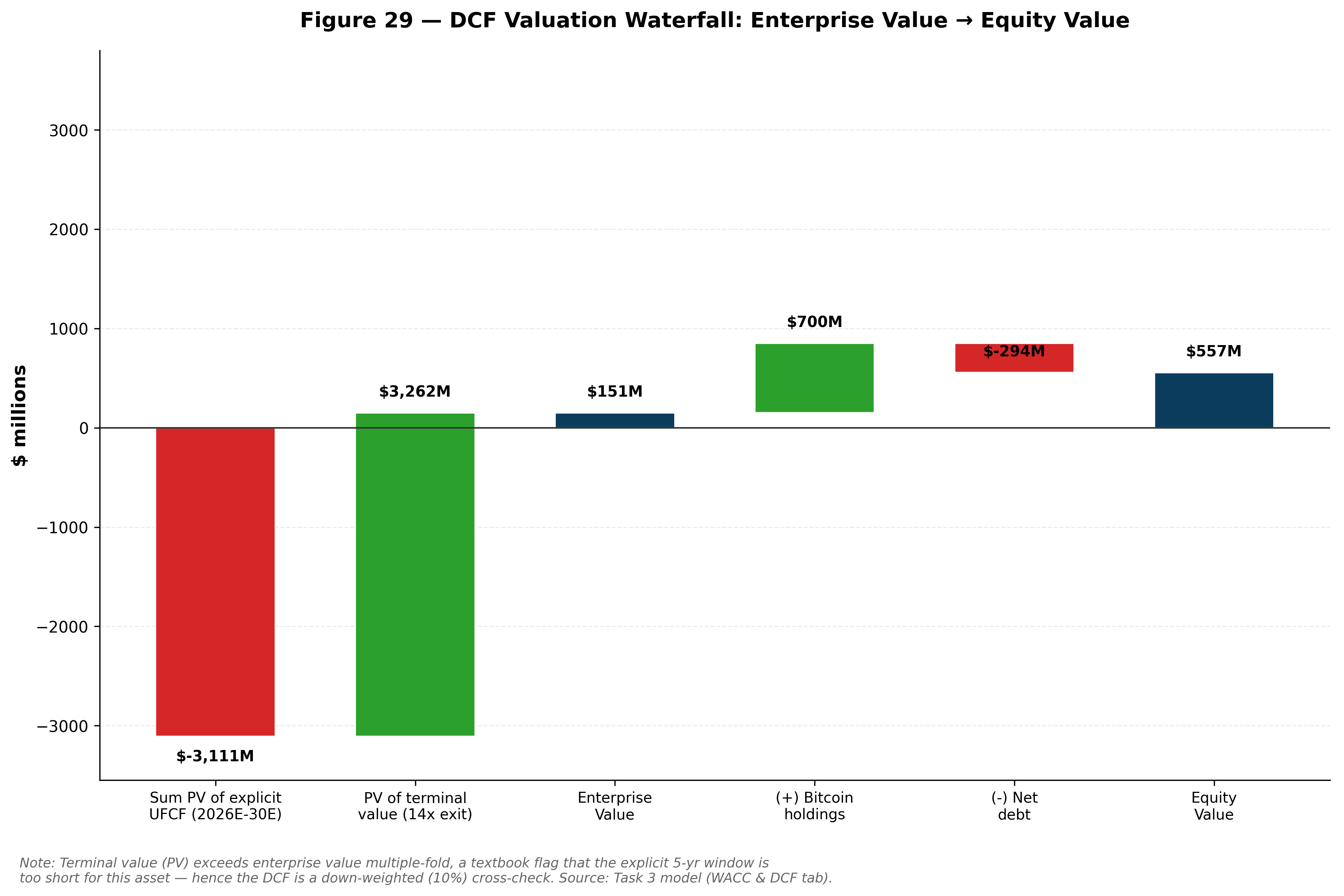 Figure 29 — DCF Valuation Waterfall: Enterprise Value → Equity Value
$ millions
3000
2000
1000
0
−1000
−2000
−3000
$-3,111M
$3,262M
$151M
$700M
$-294M
$557M
Sum PV of explicit
UFCF (2026E-30E)
PV of terminal
value (14x exit)
Enterprise
Value
(+) Bitcoin
holdings
(-) Net
debt
Equity
Value
Note: Terminal value (PV) exceeds enterprise value multiple-fold, a textbook flag that the explicit 5-yr window is
too short for this asset — hence the DCF is a down-weighted (10%) cross-check. Source: Task 3 model (WACC & DCF tab).